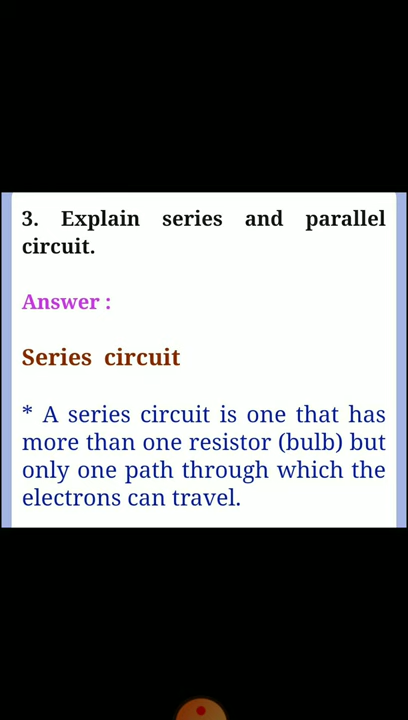 3. Explain series and parallel
circuit.
Answer :
Series circuit
* A series circuit is one that has
more than one resistor (bulb) but
only one path through which the
electrons can travel.